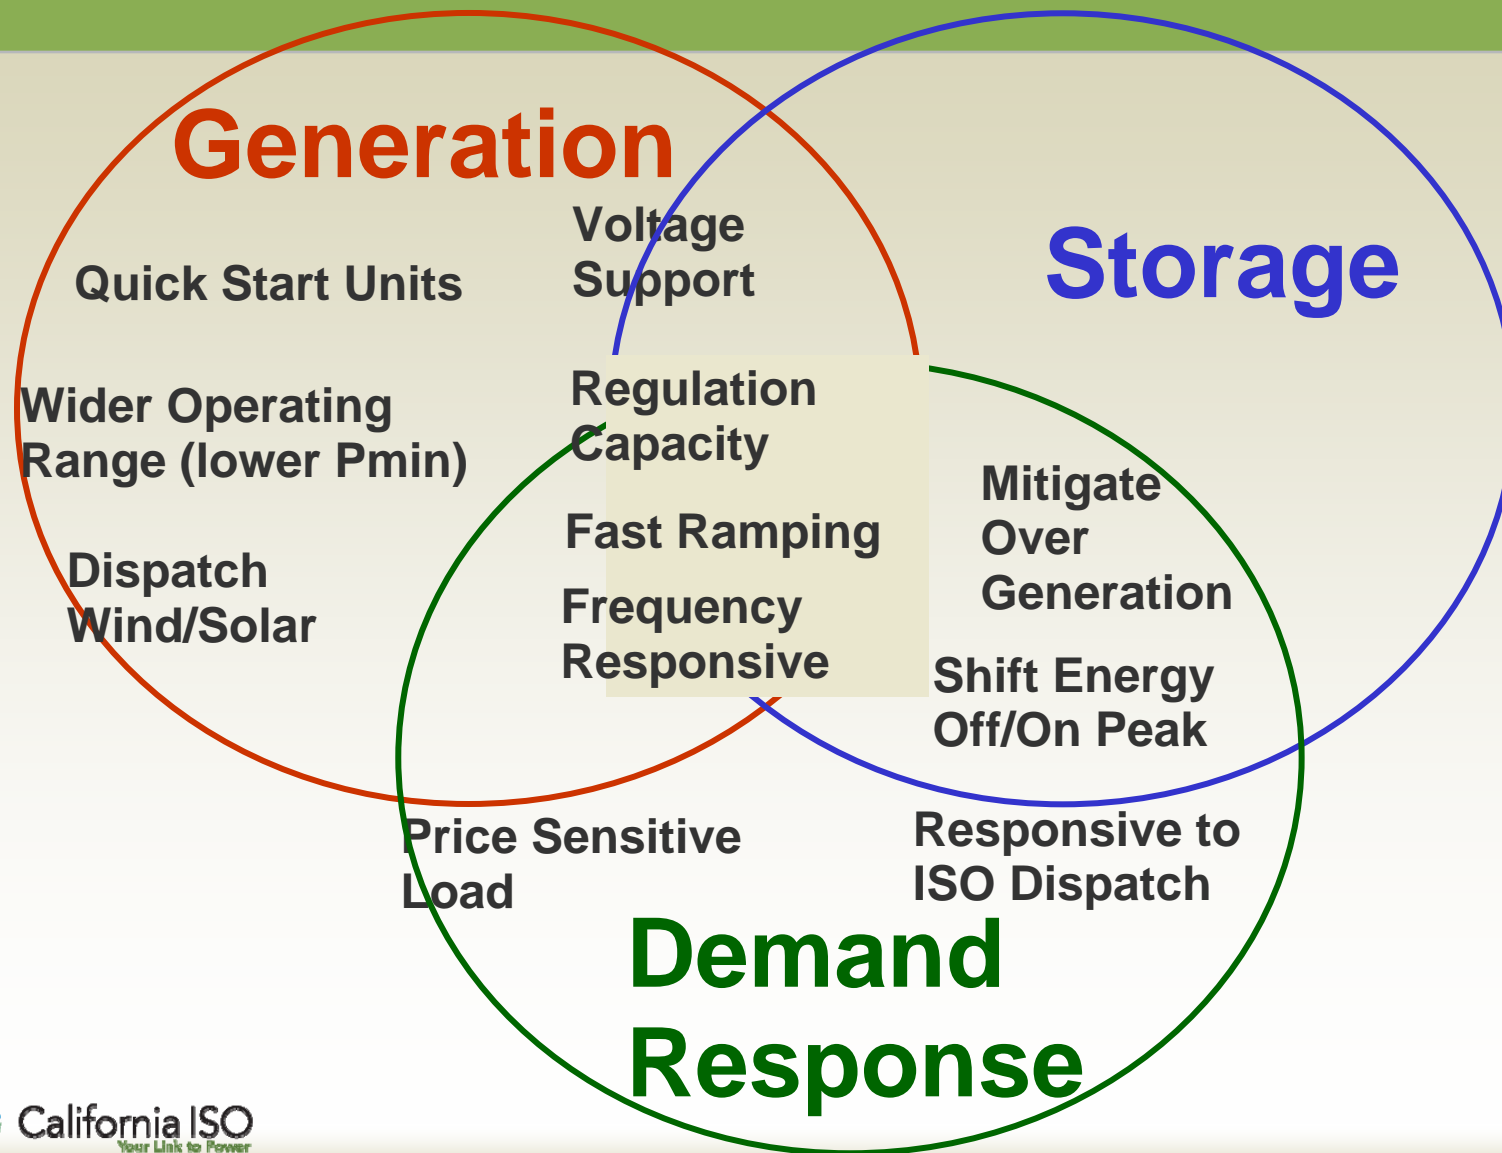 Generation
Storage
Voltage
Support
Quick Start Units
Regulation
Capacity
Wider Operating
Range (lower Pmin)
Mitigate
Over
Generation
Fast Ramping
Dispatch
Wind/Solar
Frequency
Responsive
Shift Energy
Off/On Peak
Price Sensitive
Load
Responsive to
ISO Dispatch
Demand
Response
California ISO
Your Link to Power